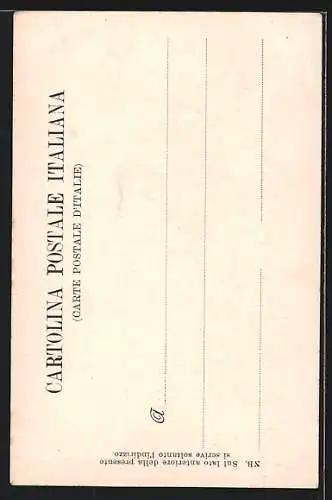 CARTOLINA POSTALE ITALIANA
(CARTE POSTALE D'ITALIE)
A
NB. Sul lato anteriore della presente
si scrive soltanto l'indirizzo.